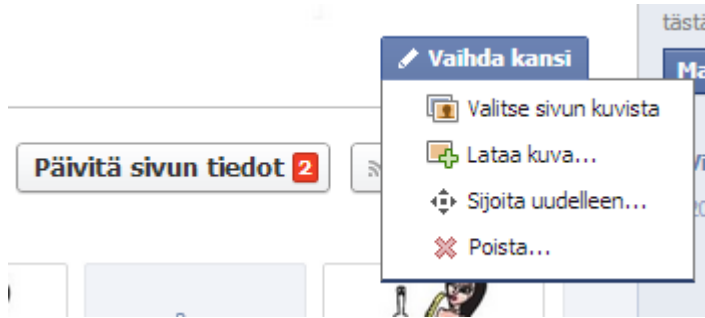 tästä
Vaihda kansi
Valitse sivun kuvista
Päivitä sivun tiedot 2
Lataa kuva...
Sijoita uudelleen...
Poista...